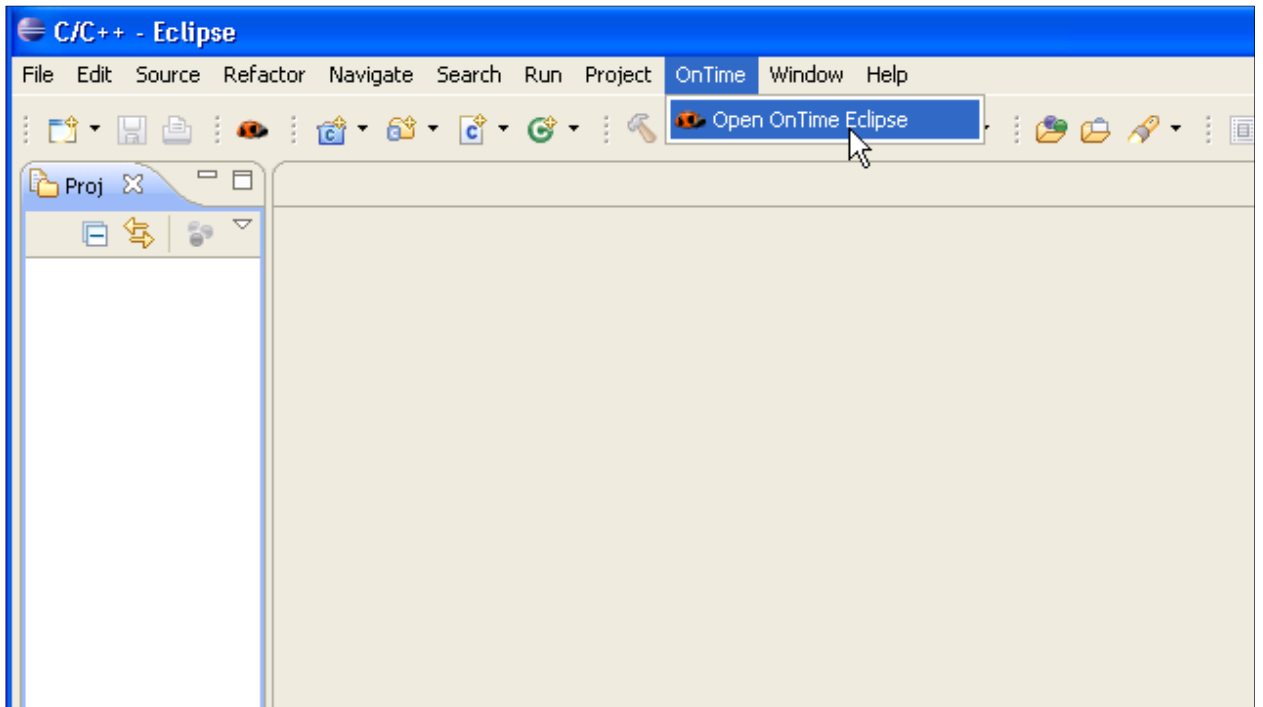 C/C++ - Eclipse
File Edit Source Refactor Navigate Search Run Project OnTime Window Help
Open OnTime Eclipse
Proj